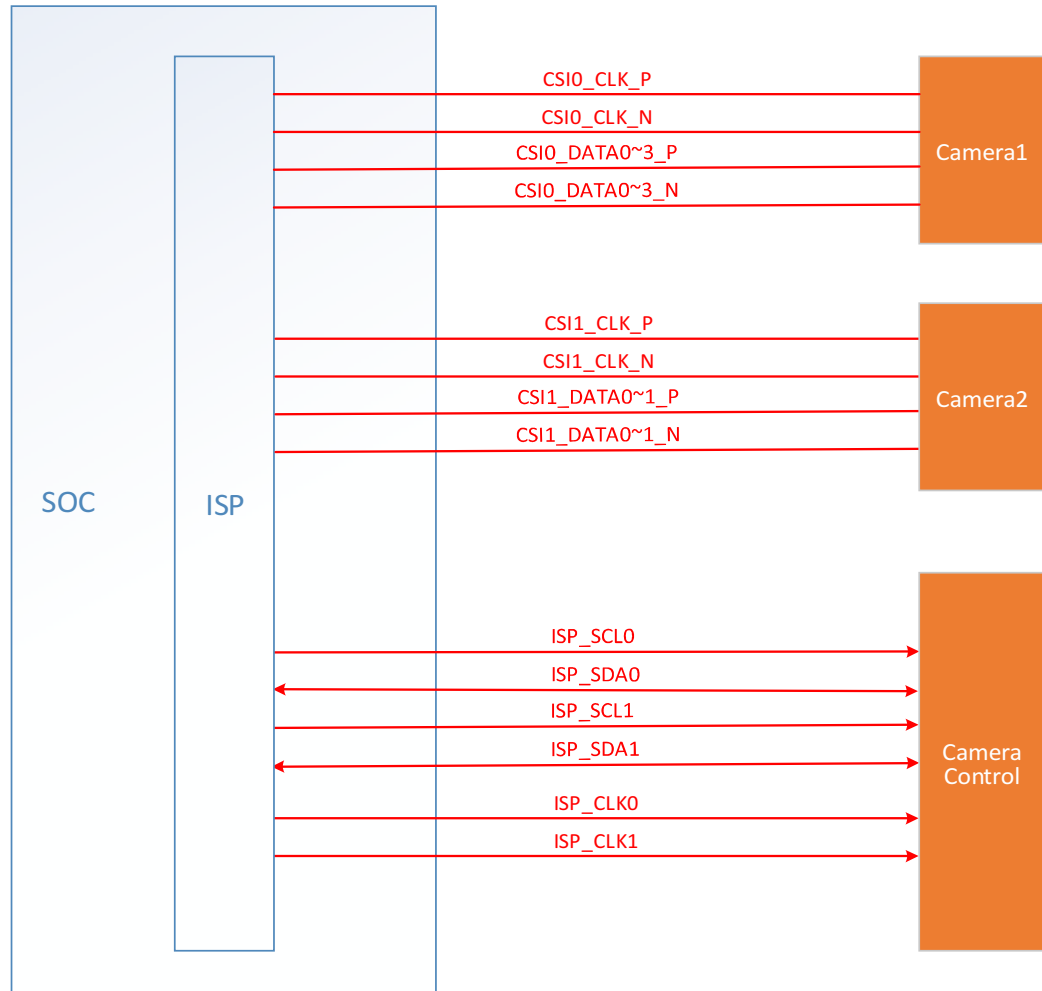 CSI0_CLK_P
CSI0_CLK_N
CSI0_DATA0~3_P
CSI0_DATA0~3_N
Camera1
CSI1_CLK_P
CSI1_CLK_N
CSI1_DATA0~1_P
CSI1_DATA0~1_N
Camera2
SOC
ISP
ISP_SCL0
ISP_SDA0
ISP_SCL1
ISP_SDA1
ISP_CLK0
ISP_CLK1
Camera
Control